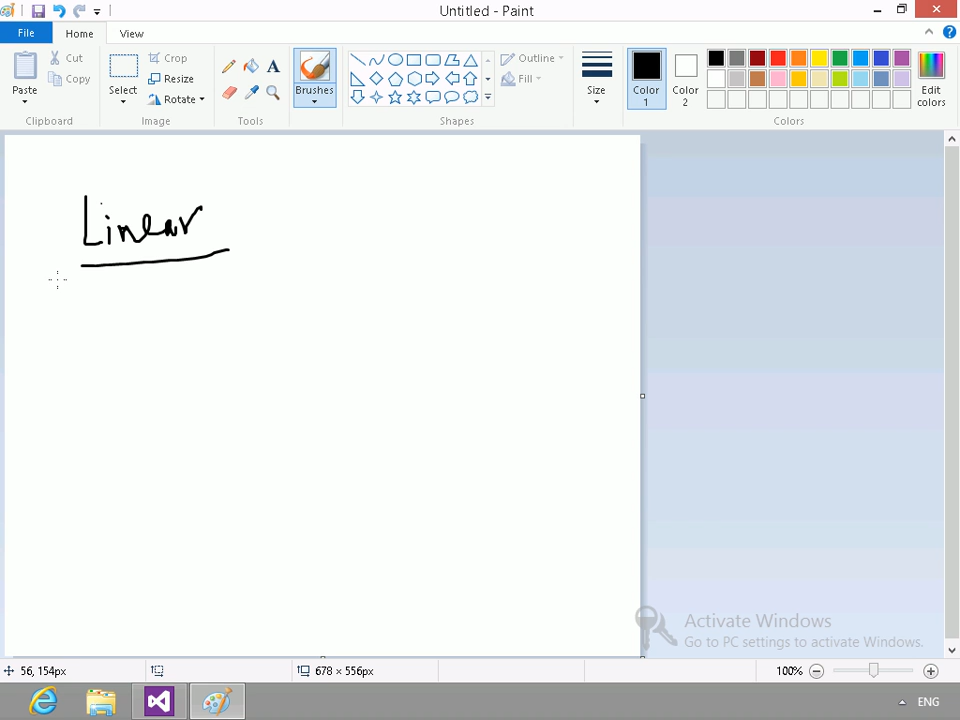 Untitled - Paint
File Home View
Cut
Crop
Outline
Copy
Resize
Fill
Paste
Select
Rotate
Brushes
Size
Color 1
Color 2
Edit colors
Clipboard
Image
Tools
Shapes
Colors
Linear
Activate Windows
Go to PC settings to activate Windows.
56, 154px
678 × 556px
100%
ENG